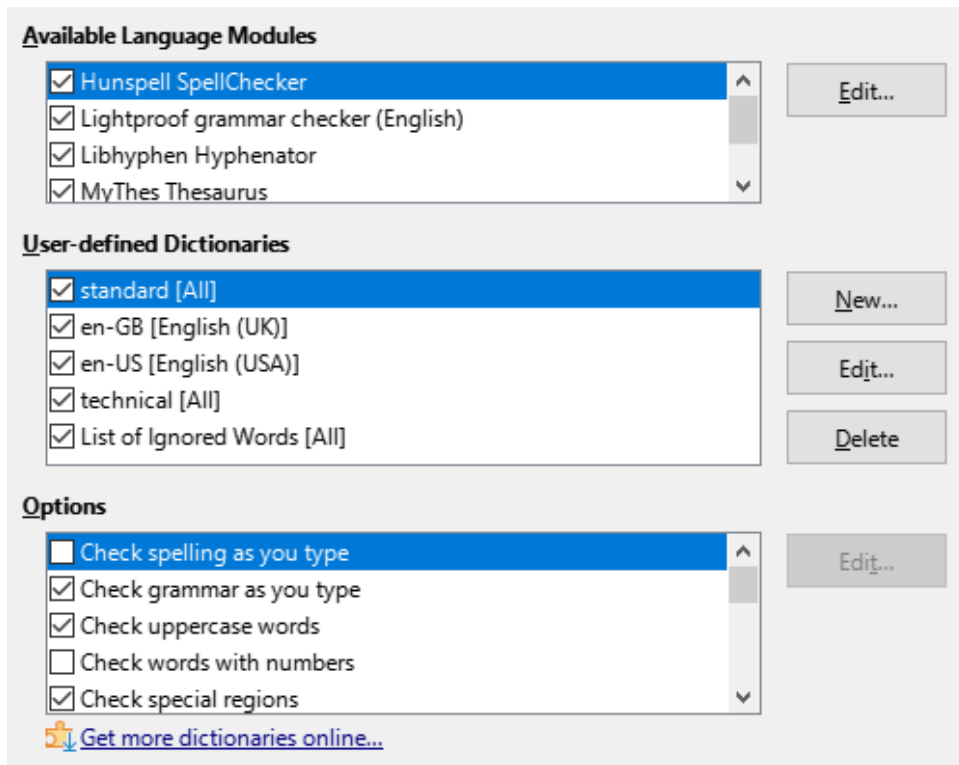 Available Language Modules
Hunspell SpellChecker
Edit...
Lightproof grammar checker (English)
Libhyphen Hyphenator
MyThes Thesaurus
User-defined Dictionaries
standard [All]
New...
en-GB [English (UK)]
en-US [English (USA)]
Edit...
technical [All]
List of Ignored Words [All]
Delete
Options
Check spelling as you type
Edit...
Check grammar as you type
Check uppercase words
Check words with numbers
Check special regions
Get more dictionaries online...